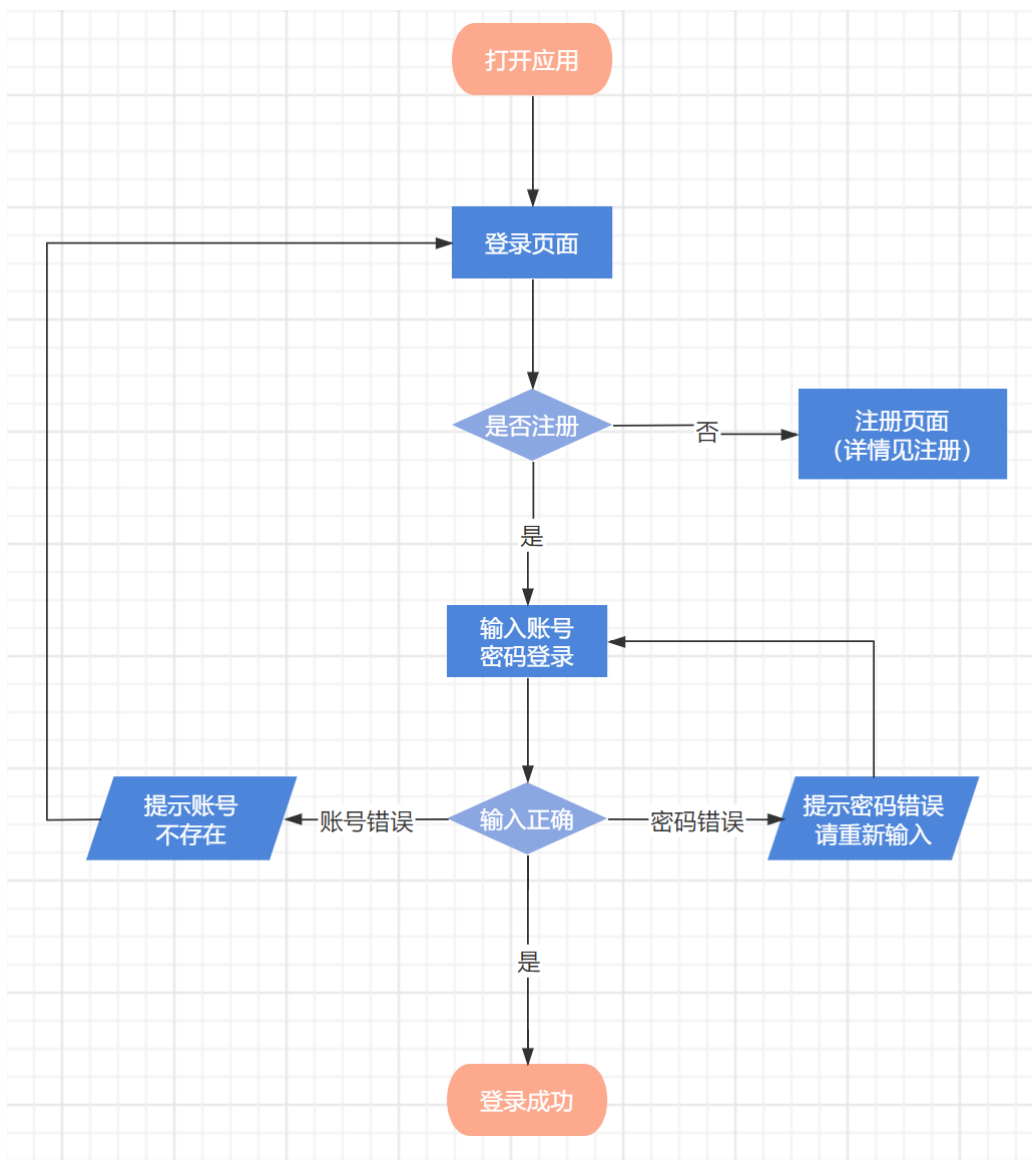 打开应用
登录页面
是否注册
否
注册页面
（详情见注册）
是
输入账号
密码登录
提示账号
不存在
账号错误
输入正确
密码错误
提示密码错误
请重新输入
是
登录成功